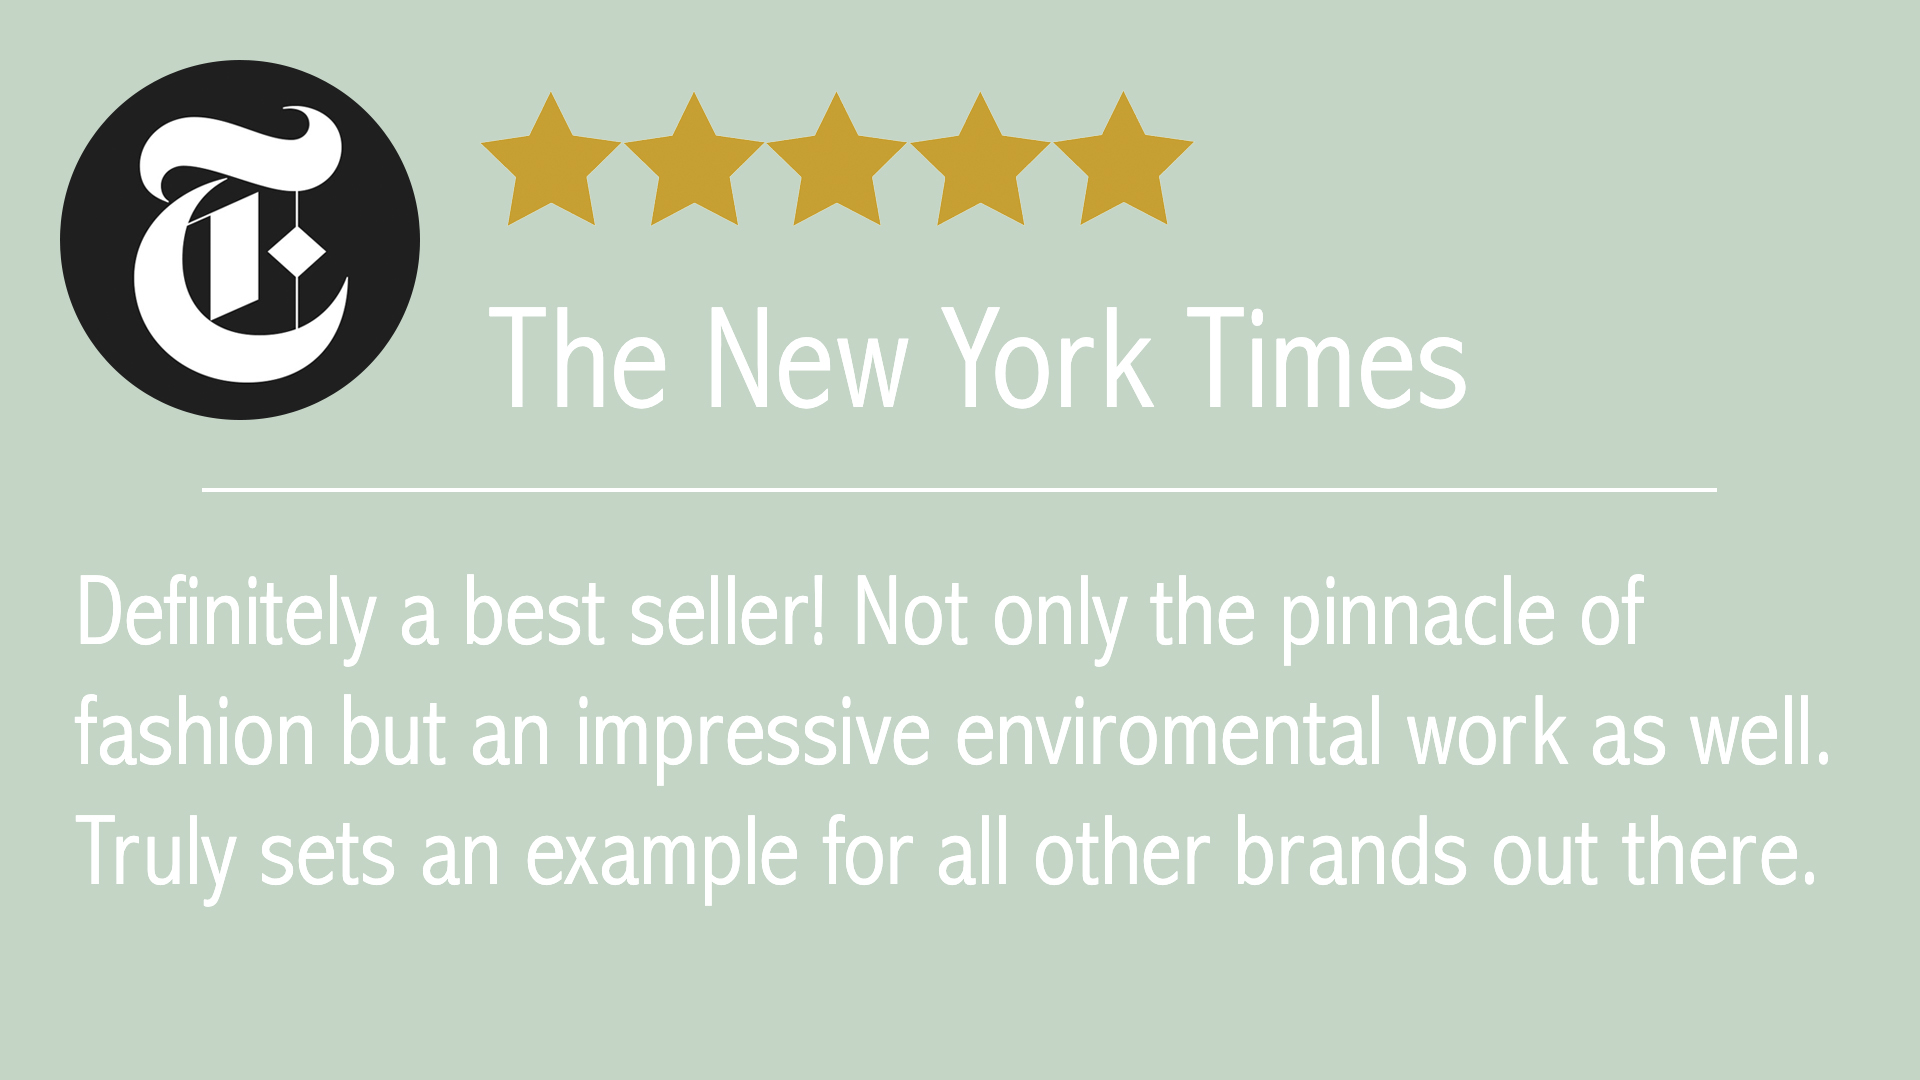 T
The New York Times
Definitely a best seller! Not only the pinnacle of
fashion but an impressive enviromental work as well.
Truly sets an example for all other brands out there.